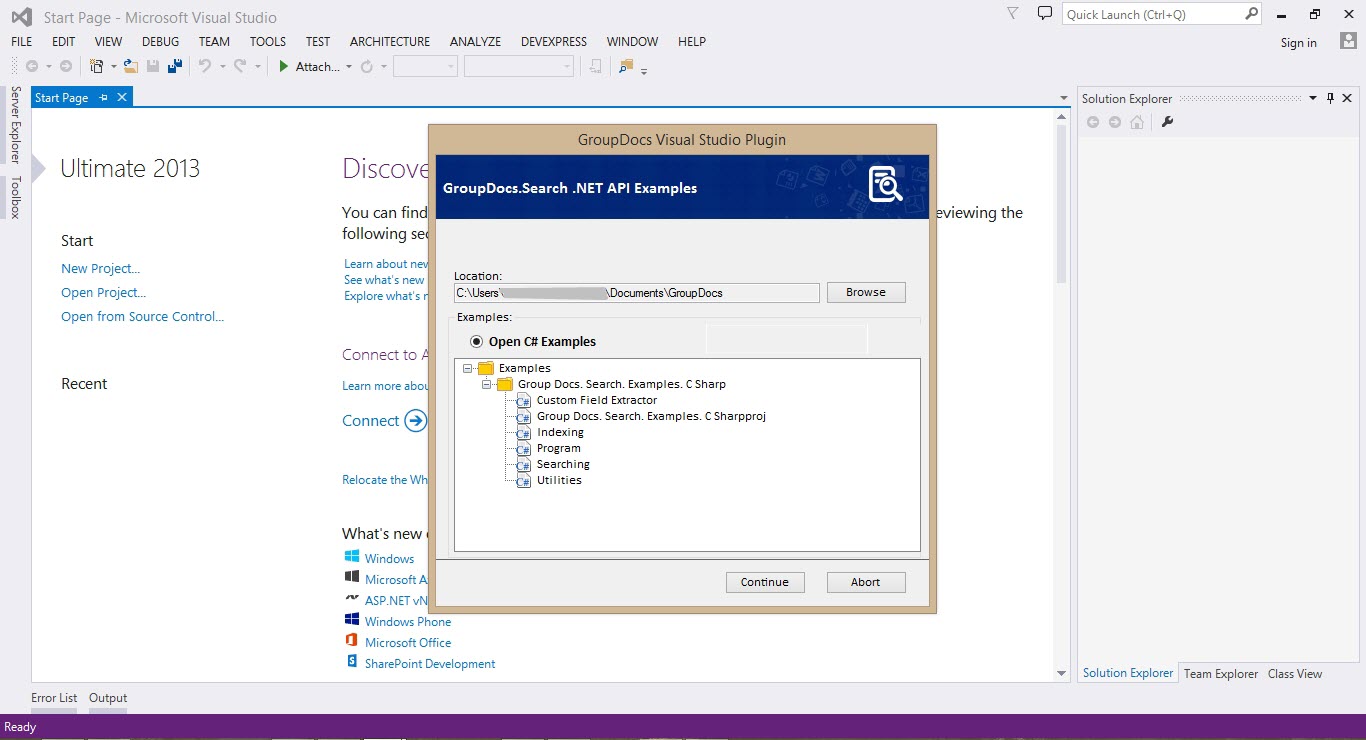 Start Page - Microsoft Visual Studio
Quick Launch (Ctrl+Q)
FILE EDIT VIEW DEBUG TEAM TOOLS TEST ARCHITECTURE ANALYZE DEVEXPRESS WINDOW HELP
Sign in
Attach...
Server Explorer
Toolbox
Start Page
Ultimate 2013
Start
New Project...
Open Project...
Open from Source Control...
Recent
Discove
You can find
eviewing the
following sec
Learn about new
See what's new
Explore what's n
Connect to A
Learn more abou
Connect
Relocate the Wh
What's new
Windows
Microsoft A
ASP.NET vN
Windows Phone
Microsoft Office
SharePoint Development
GroupDocs Visual Studio Plugin
GroupDocs.Search .NET API Examples
Location:
C:\Users\ \Documents\GroupDocs
Browse
Examples:
Open C# Examples
Examples
Group Docs. Search. Examples. C Sharp
C# Custom Field Extractor
C# Group Docs. Search. Examples. C Sharpproj
C# Indexing
C# Program
C# Searching
C# Utilities
Continue Abort
Solution Explorer
Solution Explorer Team Explorer Class View
Error List Output
Ready